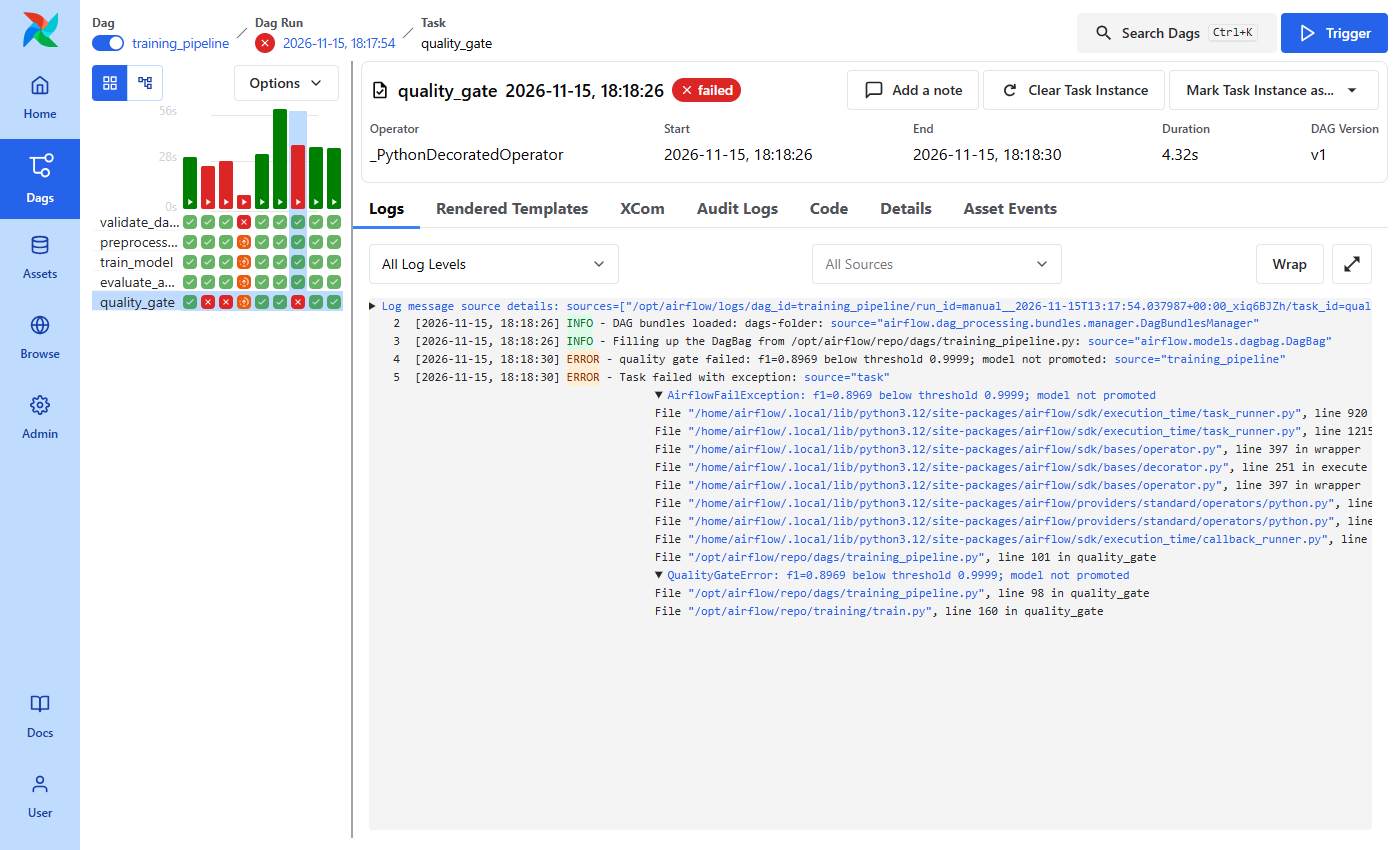 Dag
training_pipeline
Dag Run
2026-11-15, 18:17:54
Task
quality_gate
Search Dags Ctrl+K
Trigger
Home
Dags
Assets
Browse
Admin
Docs
User
Options
56s
28s
0s
validate_da...
preprocess...
train_model
evaluate_a...
quality_gate
quality_gate 2026-11-15, 18:18:26 failed
Add a note
Clear Task Instance
Mark Task Instance as...
Operator Start End Duration DAG Version
_PythonDecoratedOperator 2026-11-15, 18:18:26 2026-11-15, 18:18:30 4.32s v1
Logs Rendered Templates XCom Audit Logs Code Details Asset Events
All Log Levels All Sources Wrap
Log message source details: sources=["/opt/airflow/logs/dag_id=training_pipeline/run_id=manual__2026-11-15T13:17:54.037987+00:00_xiq6BJZh/task_id=qual
2 [2026-11-15, 18:18:26] INFO - DAG bundles loaded: dags-folder: source="airflow.dag_processing.bundles.manager.DagBundlesManager"
3 [2026-11-15, 18:18:26] INFO - Filling up the DagBag from /opt/airflow/repo/dags/training_pipeline.py: source="airflow.models.dagbag.DagBag"
4 [2026-11-15, 18:18:30] ERROR - quality gate failed: f1=0.8969 below threshold 0.9999; model not promoted: source="training_pipeline"
5 [2026-11-15, 18:18:30] ERROR - Task failed with exception: source="task"
AirflowFailException: f1=0.8969 below threshold 0.9999; model not promoted
File "/home/airflow/.local/lib/python3.12/site-packages/airflow/sdk/execution_time/task_runner.py", line 920
File "/home/airflow/.local/lib/python3.12/site-packages/airflow/sdk/execution_time/task_runner.py", line 1215
File "/home/airflow/.local/lib/python3.12/site-packages/airflow/sdk/bases/operator.py", line 397 in wrapper
File "/home/airflow/.local/lib/python3.12/site-packages/airflow/sdk/bases/decorator.py", line 251 in execute
File "/home/airflow/.local/lib/python3.12/site-packages/airflow/sdk/bases/operator.py", line 397 in wrapper
File "/home/airflow/.local/lib/python3.12/site-packages/airflow/providers/standard/operators/python.py", line
File "/home/airflow/.local/lib/python3.12/site-packages/airflow/providers/standard/operators/python.py", line
File "/home/airflow/.local/lib/python3.12/site-packages/airflow/sdk/execution_time/callback_runner.py", line
File "/opt/airflow/repo/dags/training_pipeline.py", line 101 in quality_gate
QualityGateError: f1=0.8969 below threshold 0.9999; model not promoted
File "/opt/airflow/repo/dags/training_pipeline.py", line 98 in quality_gate
File "/opt/airflow/repo/training/train.py", line 160 in quality_gate